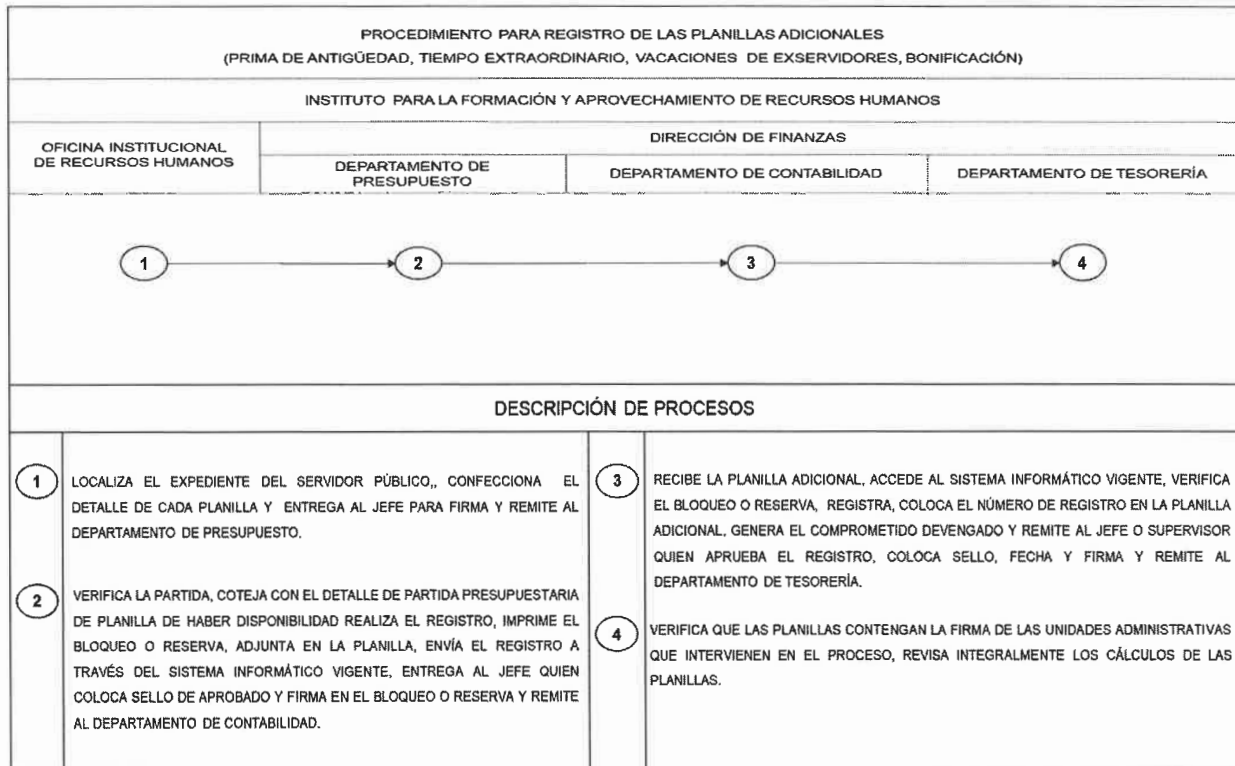 PROCEDIMIENTO PARA REGISTRO DE LAS PLANILLAS ADICIONALES
(PRIMA DE ANTIGÜEDAD, TIEMPO EXTRAORDINARIO, VACACIONES DE EXSERVIDORES, BONIFICACIÓN)
INSTITUTO PARA LA FORMACIÓN Y APROVECHAMIENTO DE RECURSOS HUMANOS
OFICINA INSTITUCIONAL
DE RECURSOS HUMANOS
DIRECCIÓN DE FINANZAS
DEPARTAMENTO DE
PRESUPUESTO
DEPARTAMENTO DE CONTABILIDAD
DEPARTAMENTO DE TESORERÍA
1
2
3
4
DESCRIPCIÓN DE PROCESOS
1
LOCALIZA EL EXPEDIENTE DEL SERVIDOR PÚBLICO,, CONFECCIONA EL
DETALLE DE CADA PLANILLA Y ENTREGA AL JEFE PARA FIRMA Y REMITE AL
DEPARTAMENTO DE PRESUPUESTO.
2
VERIFICA LA PARTIDA, COTEJA CON EL DETALLE DE PARTIDA PRESUPUESTARIA
DE PLANILLA DE HABER DISPONIBILIDAD REALIZA EL REGISTRO, IMPRIME EL
BLOQUEO O RESERVA, ADJUNTA EN LA PLANILLA, ENVÍA EL REGISTRO A
TRAVÉS DEL SISTEMA INFORMÁTICO VIGENTE, ENTREGA AL JEFE QUIEN
COLOCA SELLO DE APROBADO Y FIRMA EN EL BLOQUEO O RESERVA Y REMITE
AL DEPARTAMENTO DE CONTABILIDAD.
3
RECIBE LA PLANILLA ADICIONAL, ACCEDE AL SISTEMA INFORMÁTICO VIGENTE, VERIFICA
EL BLOQUEO O RESERVA, REGISTRA, COLOCA EL NÚMERO DE REGISTRO EN LA PLANILLA
ADICIONAL, GENERA EL COMPROMETIDO DEVENGADO Y REMITE AL JEFE O SUPERVISOR
QUIEN APRUEBA EL REGISTRO, COLOCA SELLO, FECHA Y FIRMA Y REMITE AL
DEPARTAMENTO DE TESORERÍA.
4
VERIFICA QUE LAS PLANILLAS CONTENGAN LA FIRMA DE LAS UNIDADES ADMINISTRATIVAS
QUE INTERVIENEN EN EL PROCESO, REVISA INTEGRALMENTE LOS CÁLCULOS DE LAS
PLANILLAS.